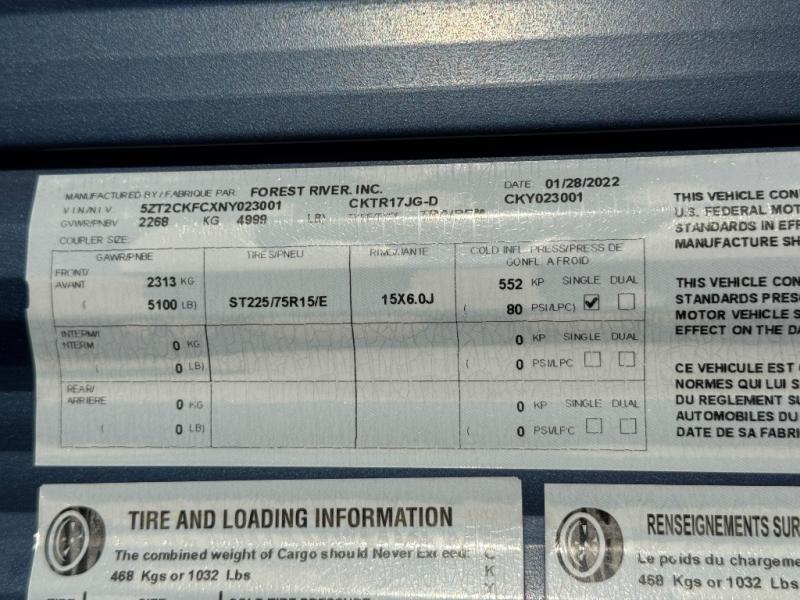 MANUFACTURED BY / FABRIQUE PAR FOREST RIVER, INC. DATE 01/28/2022
VIN/NIV 5ZT2CKFCXNY023001 CKTR17JG-D CKY023001
GVWR/PNBV 2268 KG 4999 LB)
COUPLER SIZE:
GAWR/PNBE TIRES/PNEU RIMS/JANTE COLD INFL. PRESS/PRESS DE
GONFL A FROID
FRONT/ AVANT 2313 KG 552 KP SINGLE DUAL
( 5100 LB) ST225/75R15/E 15X6.0J ( 80 PSI/LPC)
INTERM/ INTERM 0 KG 0 KP SINGLE DUAL
( 0 LB) ( 0 PSI/LPC
REAR/ ARRIERE 0 KG 0 KP SINGLE DUAL
( 0 LB) ( 0 PSI/LPC
THIS VEHICLE CON
U.S. FEDERAL MOT
STANDARDS IN EFF
MANUFACTURE SH
THIS VEHICLE CON
STANDARDS PRES
MOTOR VEHICLE S
EFFECT ON THE DA
CE VEHICULE EST
NORMES QUI LUI S
DU REGLEMENT SU
AUTOMOBILES DU
DATE DE SA FABRI
TIRE AND LOADING INFORMATION
The combined weight of Cargo should Never Exceed:
468 Kgs or 1032 Lbs
C
K
Y
RENSEIGNEMENTS SUR
Le poids du chargeme
468 Kgs or 1032 Lbs